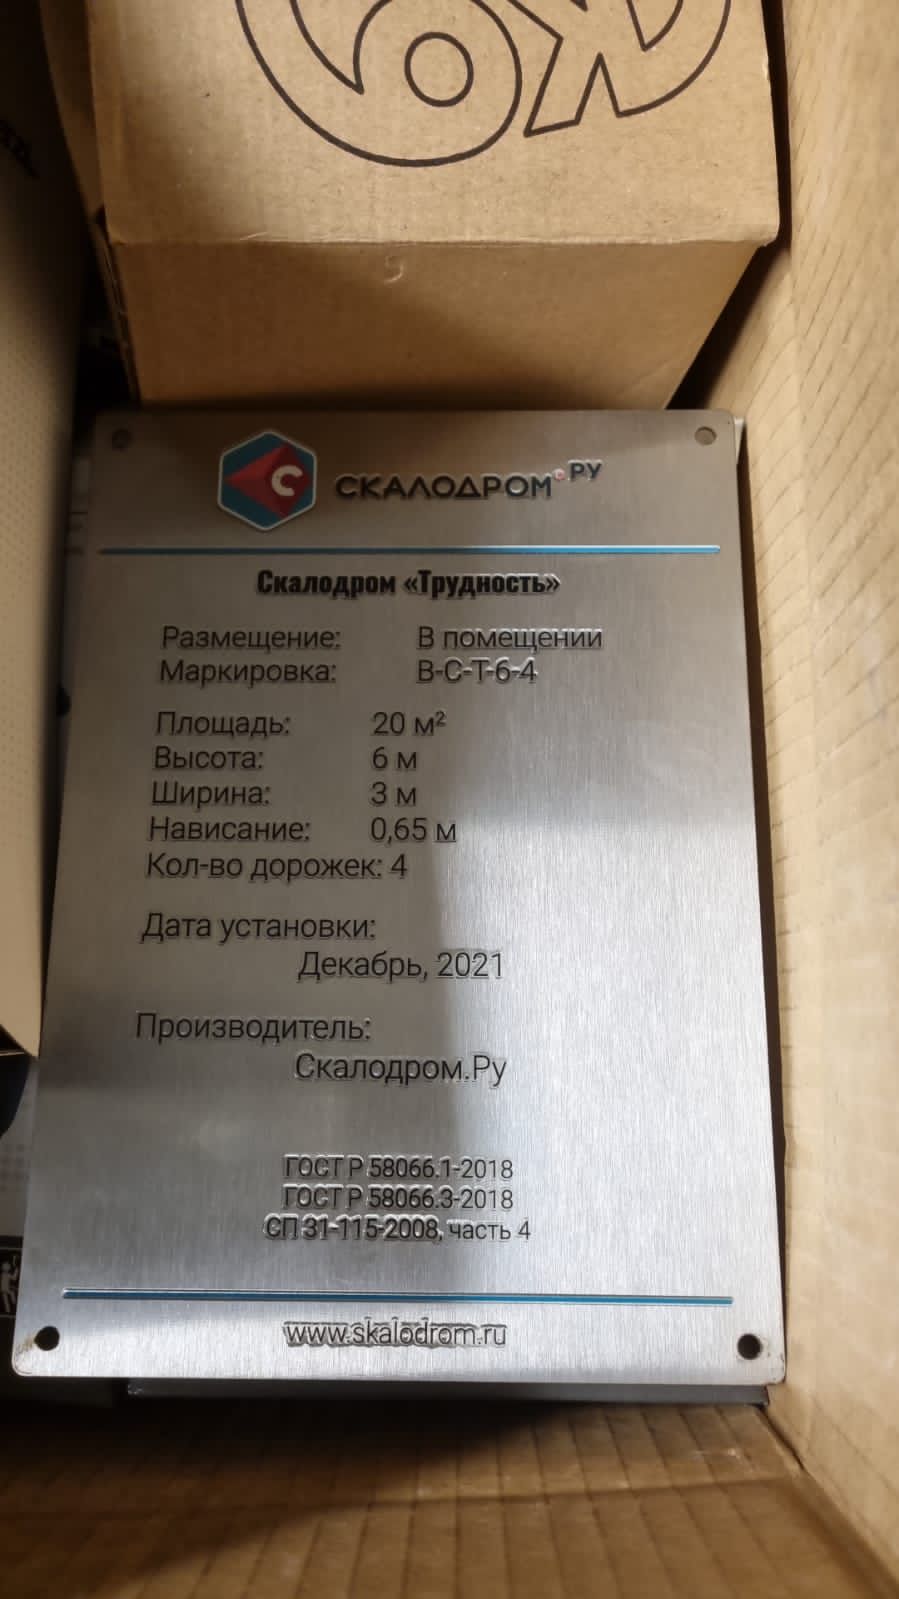 СКАЛОДРОМ.РУ
Скалодром «Трудность»
Размещение: В помещении
Маркировка: В-С-Т-6-4
Площадь: 20 м²
Высота: 6 м
Ширина: 3 м
Нависание: 0,65 м
Кол-во дорожек: 4
Дата установки:
Декабрь, 2021
Производитель:
Скалодром.Ру
ГОСТ Р 58066.1-2018
ГОСТ Р 58066.3-2018
СП 31-115-2008, часть 4
www.skalodrom.ru